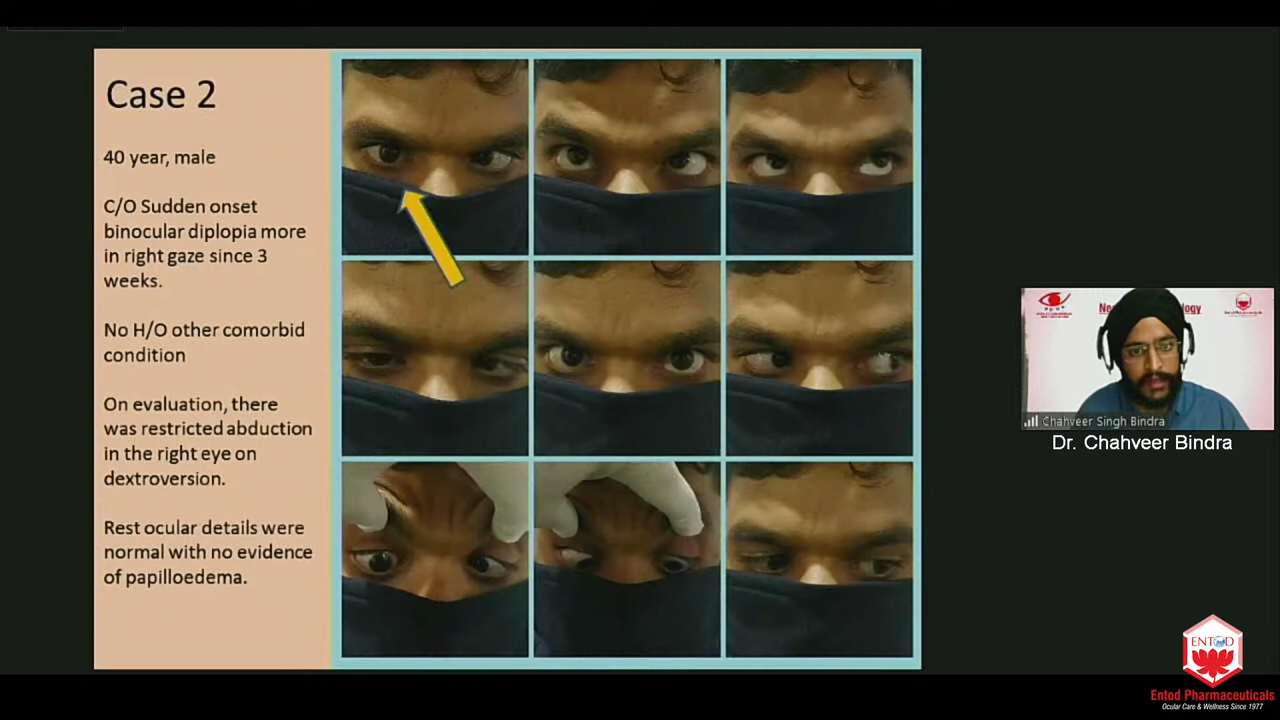 Case 2
40 year, male
C/O Sudden onset
binocular diplopia more
in right gaze since 3
weeks.
No H/O other comorbid
condition
On evaluation, there
was restricted abduction
in the right eye on
dextroversion.
Rest ocular details were
normal with no evidence
of papilloedema.
Chahveer Singh Bindra
Dr. Chahveer Bindra
ENTOD
Entod Pharmaceuticals
Ocular Care & Wellness Since 1977